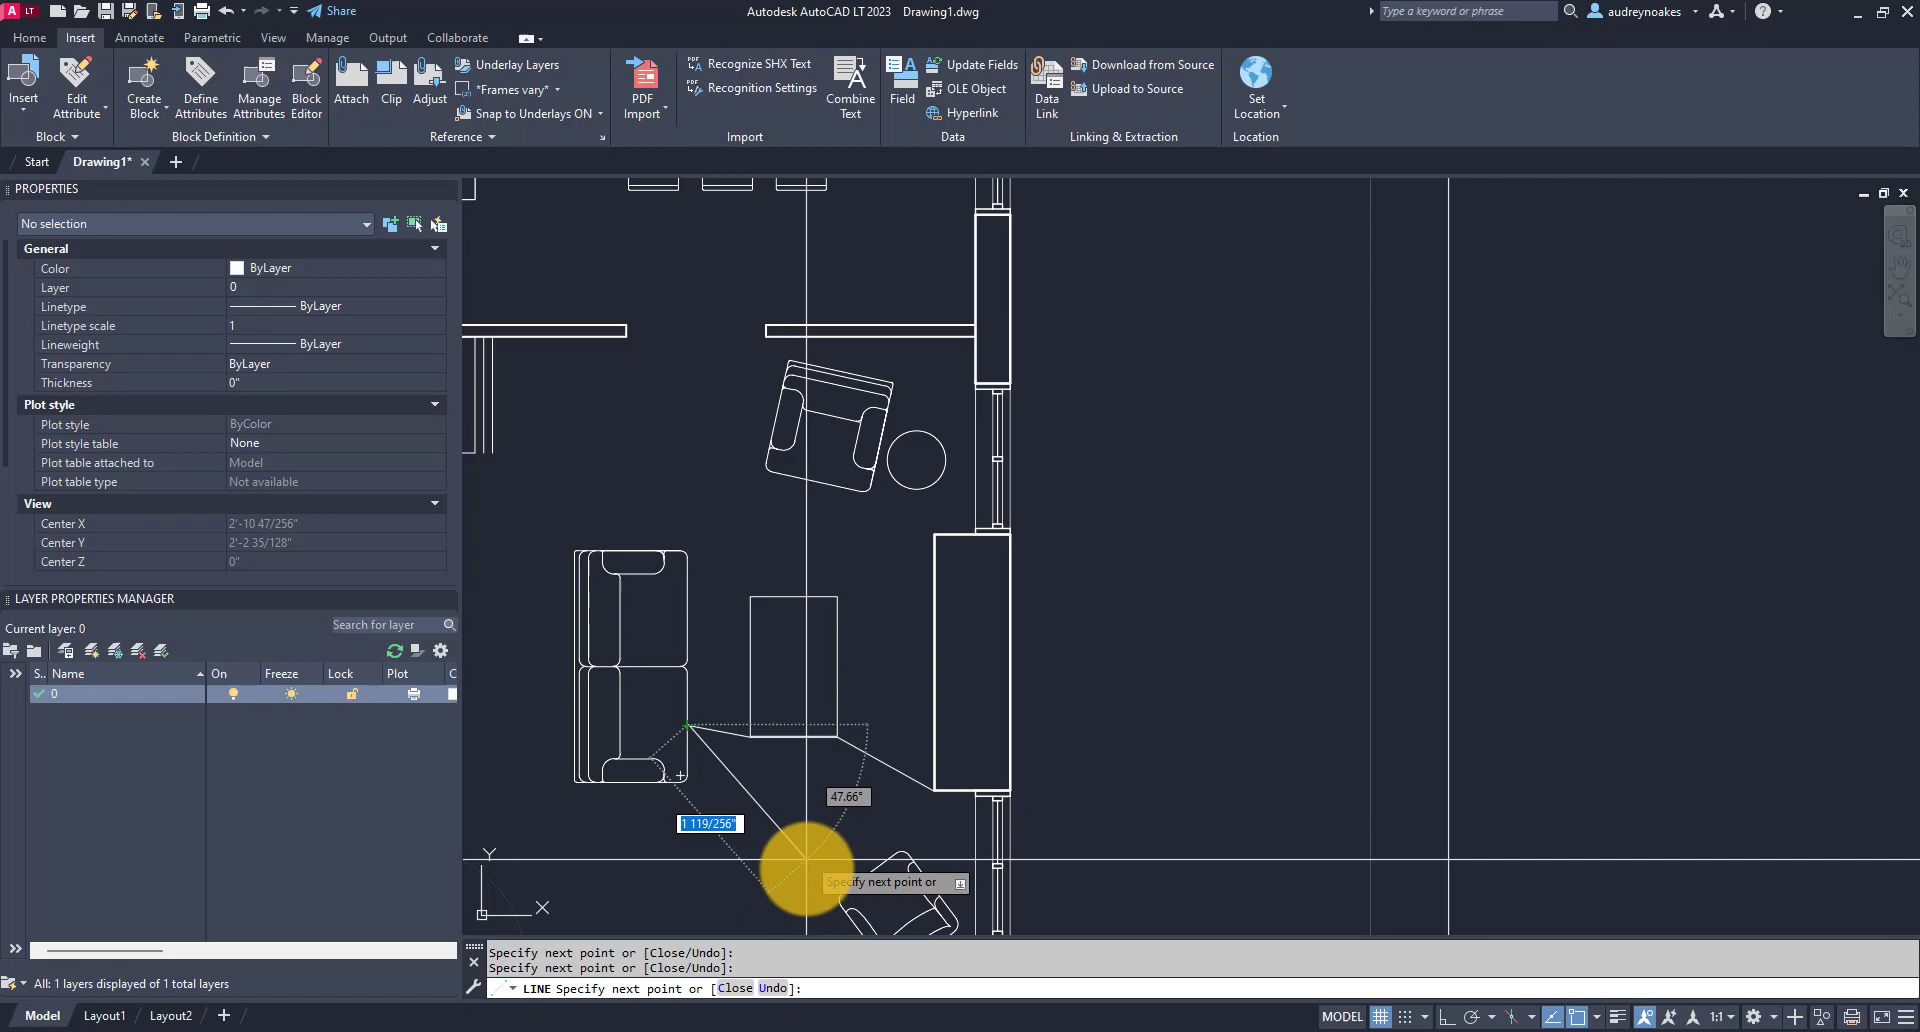 A LT
Share
Autodesk AutoCAD LT 2023 Drawing1.dwg
Type a keyword or phrase
audreynoakes
Home Insert Annotate Parametric View Manage Output Collaborate
Insert
Edit Attribute
Block
Create Block
Define Attributes
Manage Attributes
Block Editor
Block Definition
Attach
Clip
Adjust
Underlay Layers
*Frames vary*
Snap to Underlays ON
Reference
PDF Import
Recognize SHX Text
Recognition Settings
Combine Text
Import
Field
Update Fields
OLE Object
Hyperlink
Data
Data Link
Download from Source
Upload to Source
Linking & Extraction
Set Location
Location
Start Drawing1*
PROPERTIES
No selection
General
Color ByLayer
Layer 0
Linetype ByLayer
Linetype scale 1
Lineweight ByLayer
Transparency ByLayer
Thickness 0"
Plot style
Plot style ByColor
Plot style table None
Plot table attached to Model
Plot table type Not available
View
Center X 2'-10 47/256"
Center Y 2'-2 35/128"
Center Z 0"
LAYER PROPERTIES MANAGER
Current layer: 0
Search for layer
S.. Name On Freeze Lock Plot C
0
All: 1 layers displayed of 1 total layers
47.66°
1 119/256"
Specify next point or
Y
X
Specify next point or [Close/Undo]:
Specify next point or [Close/Undo]:
LINE Specify next point or [Close Undo]:
Model Layout1 Layout2
MODEL
1:1